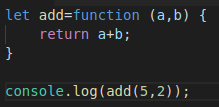 let add=function (a,b) {
    return a+b;
}

console.log(add(5,2));